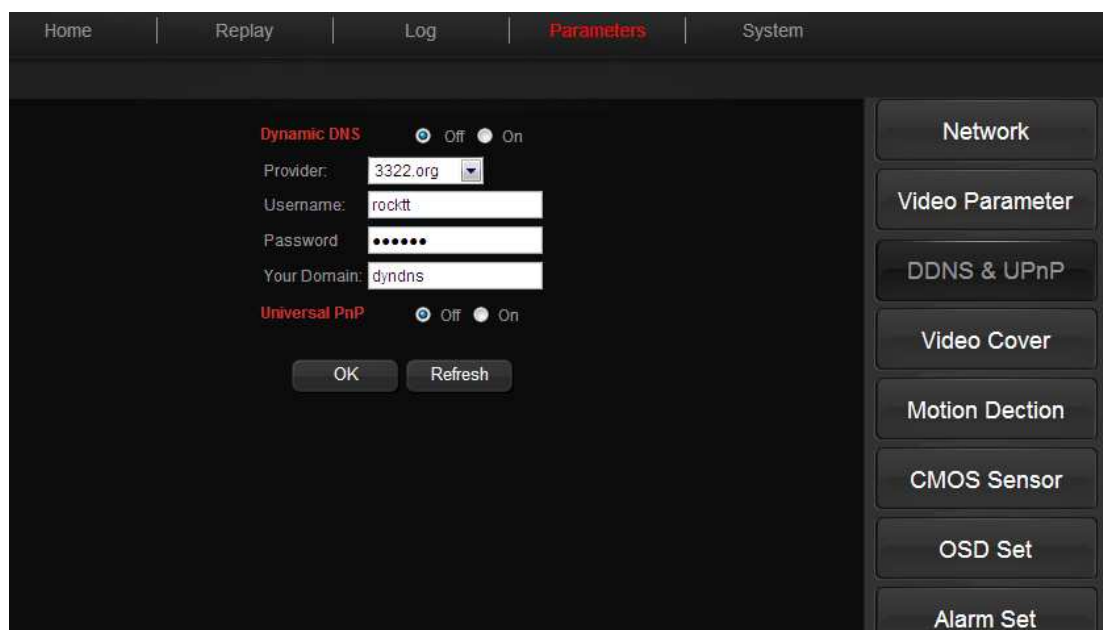 Home | Replay | Log | Parameters | System
Dynamic DNS Off On
Provider: 3322.org
Username: rocktt
Password ●●●●●●
Your Domain: dyndns
Universal PnP Off On
OK Refresh
Network
Video Parameter
DDNS & UPnP
Video Cover
Motion Dection
CMOS Sensor
OSD Set
Alarm Set